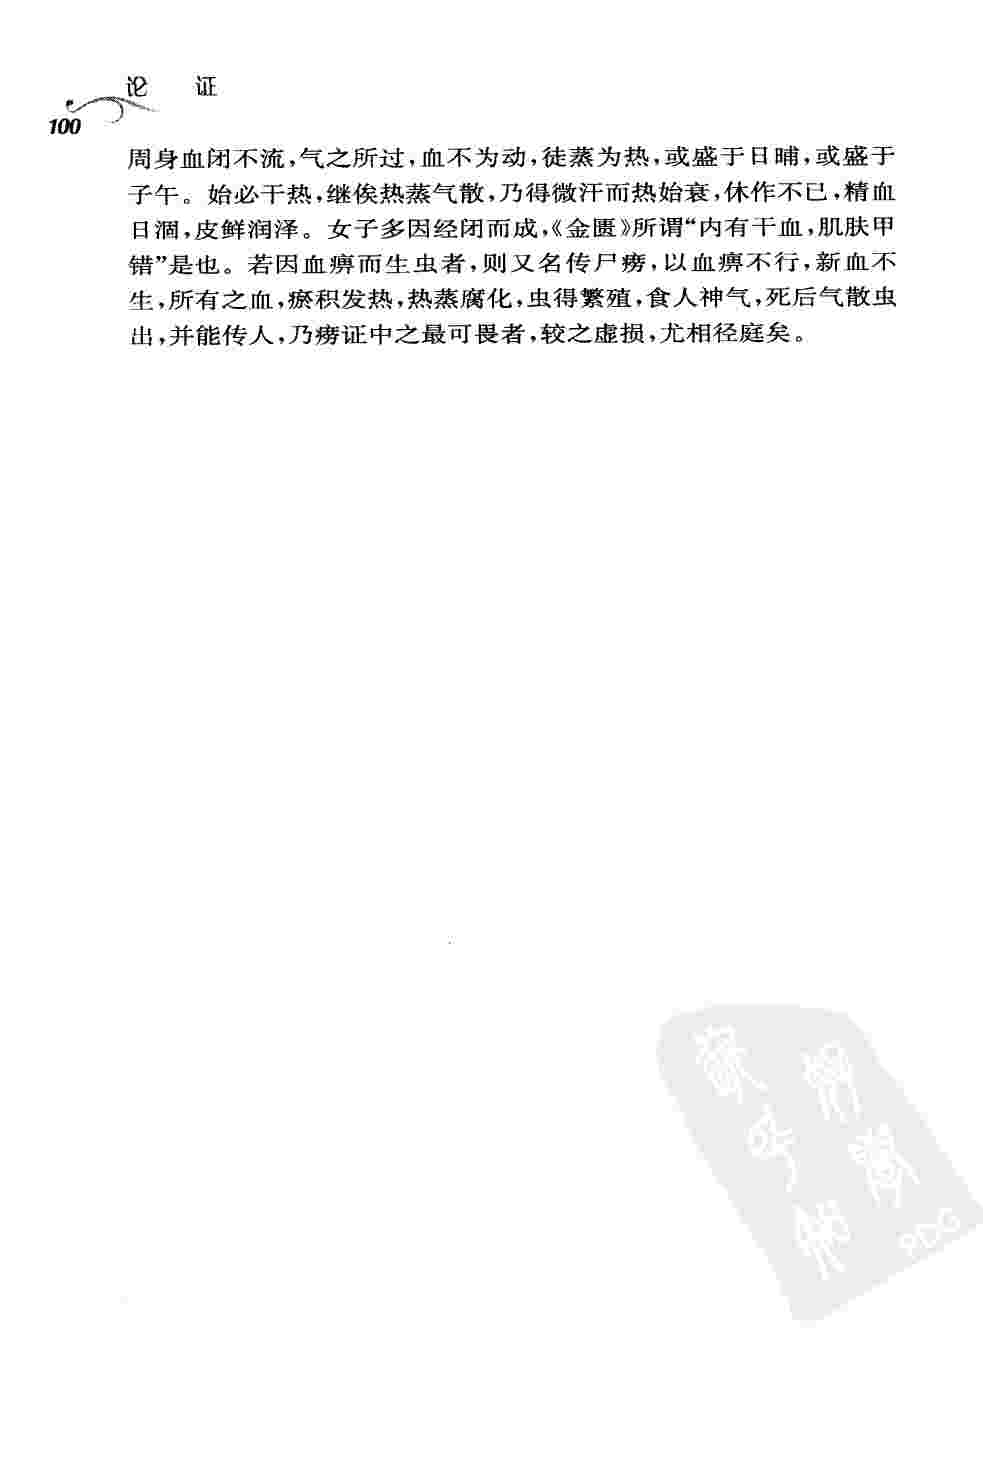 论 证
100
周身血闭不流,气之所过,血不为动,徒蒸为热,或盛于日晡,或盛于
子午。始必干热,继俟热蒸气散,乃得微汗而热始衰,休作不已,精血
日涸,皮鲜润泽。女子多因经闭而成,《金匮》所谓“内有干血,肌肤甲
错”是也。若因血痹而生虫者,则又名传尸痨,以血痹不行,新血不
生,所有之血,瘀积发热,热蒸腐化,虫得繁殖,食人神气,死后气散虫
出,并能传人,乃痨证中之最可畏者,较之虚损,尤相径庭矣。
PDG